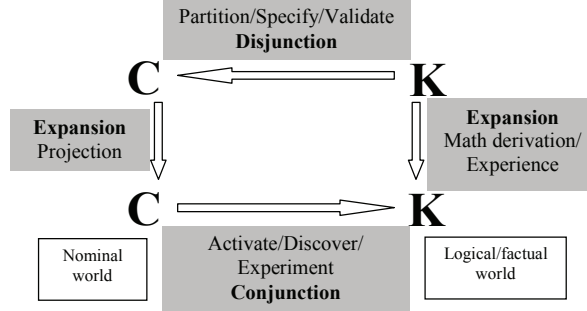 Partition/Specify/Validate
Disjunction
C
K
Expansion
Projection
Expansion
Math derivation/
Experience
C
K
Nominal
world
Activate/Discover/
Experiment
Conjunction
Logical/factual
world